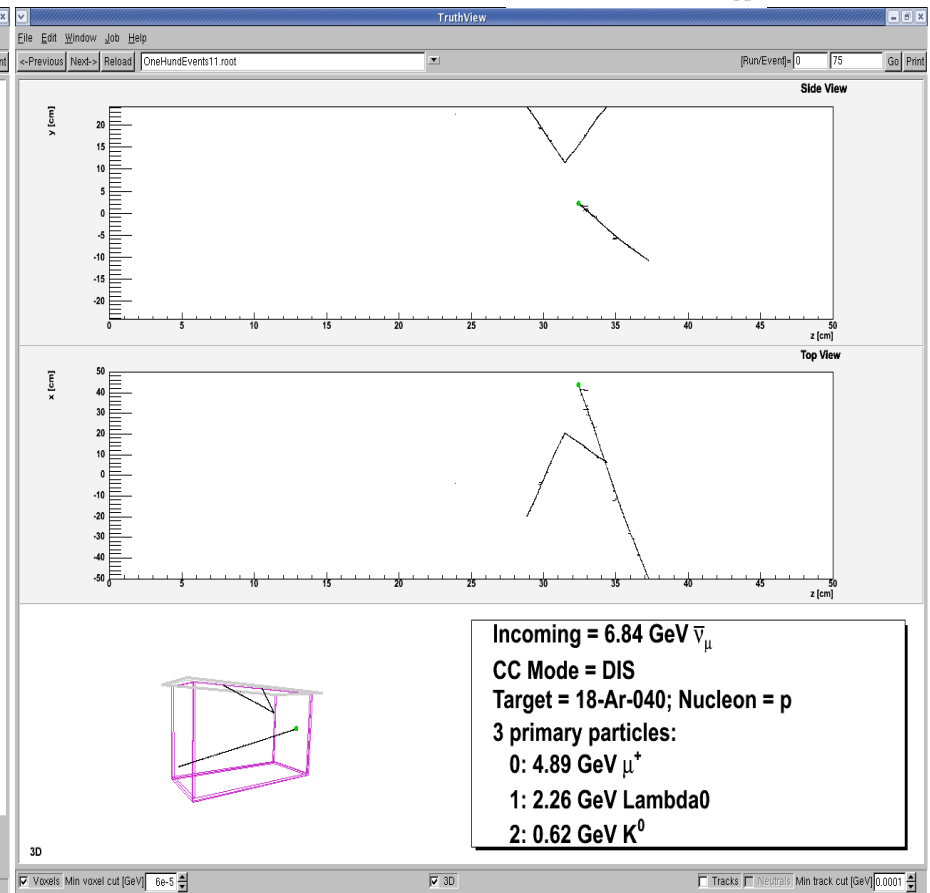 TruthView
File Edit Window Job Help
nt <-Previous Next-> Reload OneHundEvents11.root [Run/Event]= 0 75 Go Print
Side View
y [cm]
20
15
10
5
0
-5
-10
-15
-20
0 5 10 15 20 25 30 35 40 45 50
z [cm]
Top View
x [cm]
50
40
30
20
10
0
-10
-20
-30
-40
-50
0 5 10 15 20 25 30 35 40 45 50
z [cm]
Incoming = 6.84 GeV ν̅μ
CC Mode = DIS
Target = 18-Ar-040; Nucleon = p
3 primary particles:
0: 4.89 GeV μ⁺
1: 2.26 GeV Lambda0
2: 0.62 GeV K⁰
3D
Voxels Min voxel cut [GeV] 6e-5 3D Tracks Neutrals Min track cut [GeV] 0.0001